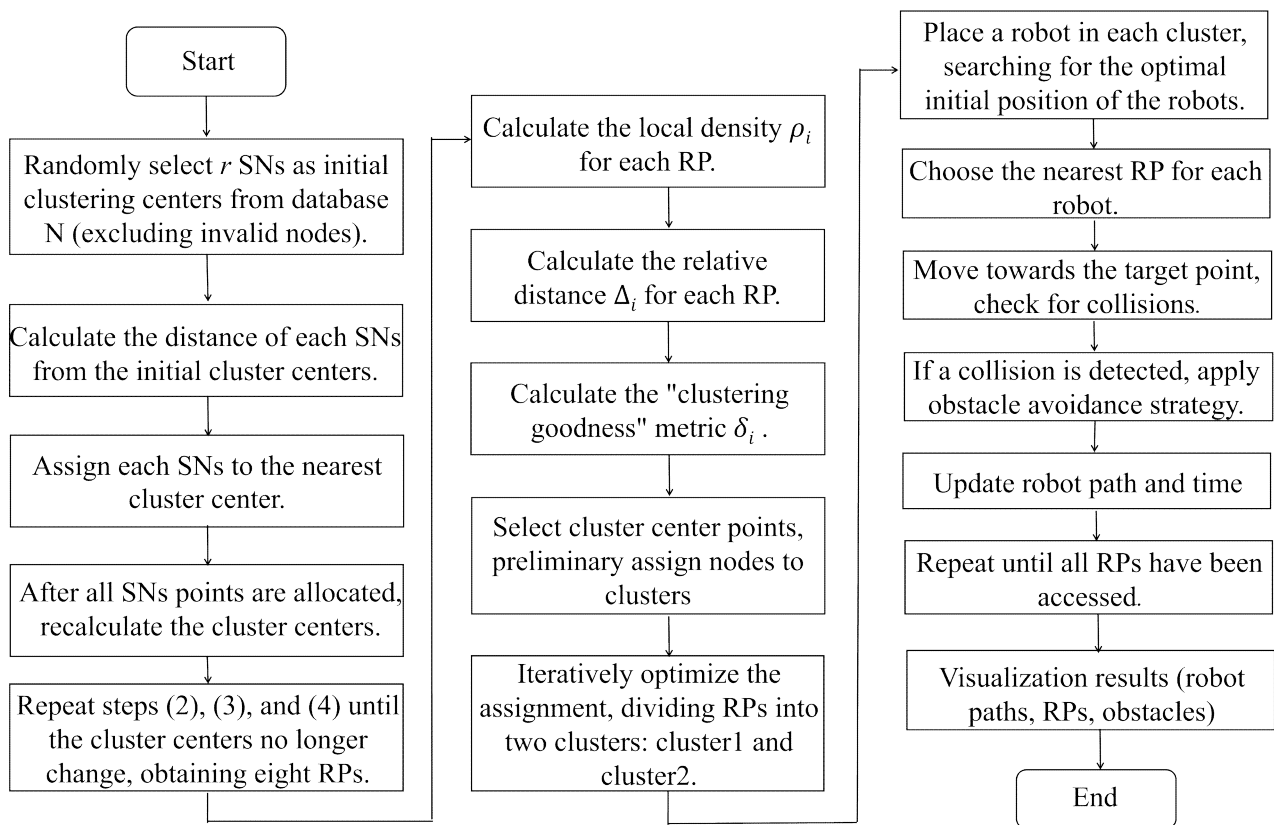 Start
Randomly select r SNs as initial
clustering centers from database
N (excluding invalid nodes).
Calculate the distance of each SNs
from the initial cluster centers.
Assign each SNs to the nearest
cluster center.
After all SNs points are allocated,
recalculate the cluster centers.
Repeat steps (2), (3), and (4) until
the cluster centers no longer
change, obtaining eight RPs.
Calculate the local density ρᵢ
for each RP.
Calculate the relative
distance Δᵢ for each RP.
Calculate the "clustering
goodness" metric δᵢ .
Select cluster center points,
preliminary assign nodes to
clusters
Iteratively optimize the
assignment, dividing RPs into
two clusters: cluster1 and
cluster2.
Place a robot in each cluster,
searching for the optimal
initial position of the robots.
Choose the nearest RP for each
robot.
Move towards the target point,
check for collisions.
If a collision is detected, apply
obstacle avoidance strategy.
Update robot path and time
Repeat until all RPs have been
accessed.
Visualization results (robot
paths, RPs, obstacles)
End